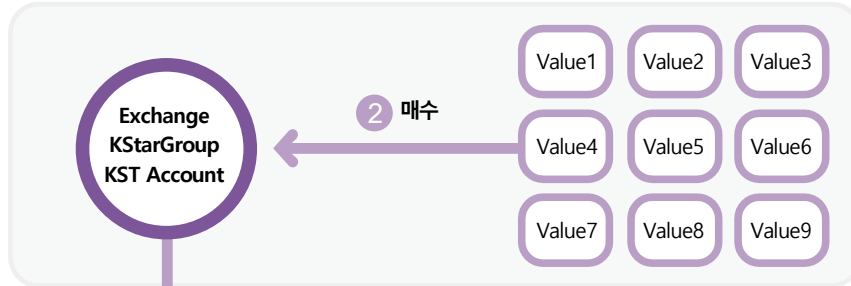 Value1 Value2 Value3
2 매수
Exchange
KStarGroup
KST Account
Value4 Value5 Value6
Value7 Value8 Value9